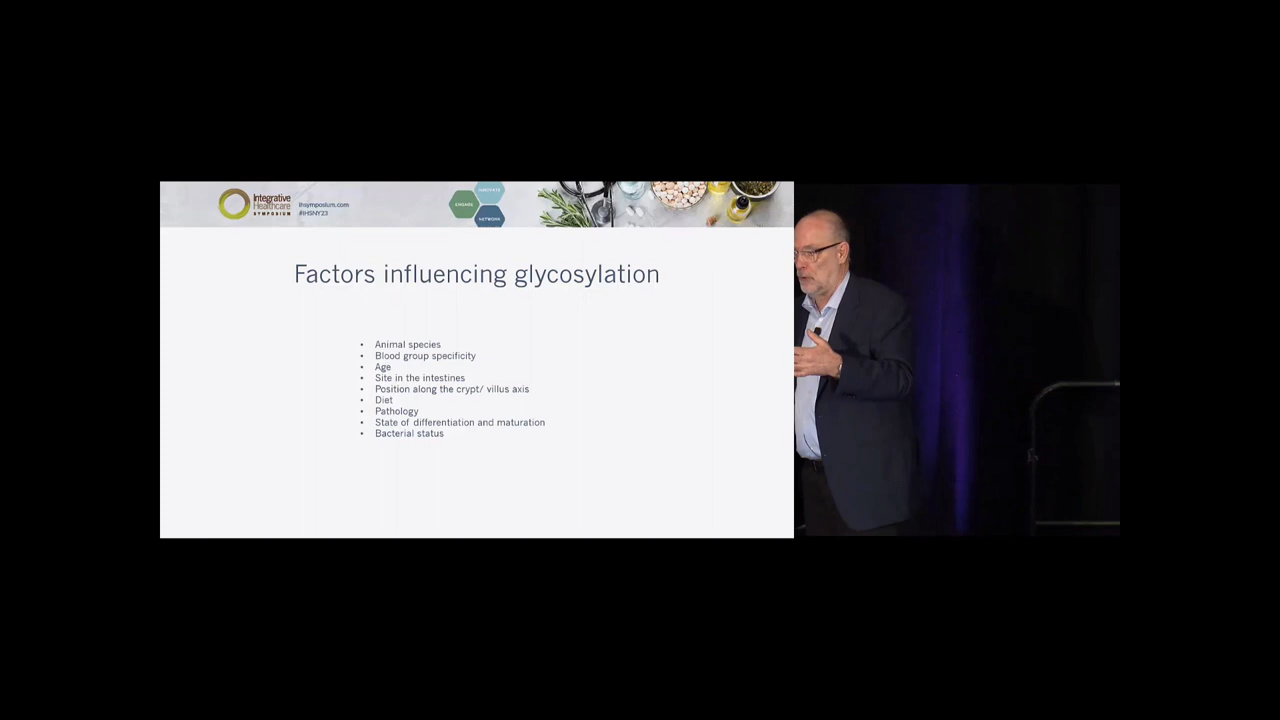 Integrative
Healthcare
SYMPOSIUM
ihsymposium.com
#IHSNY23
INNOVATE
ENGAGE
NETWORK
Factors influencing glycosylation
• Animal species
• Blood group specificity
• Age
• Site in the intestines
• Position along the crypt/ villus axis
• Diet
• Pathology
• State of differentiation and maturation
• Bacterial status